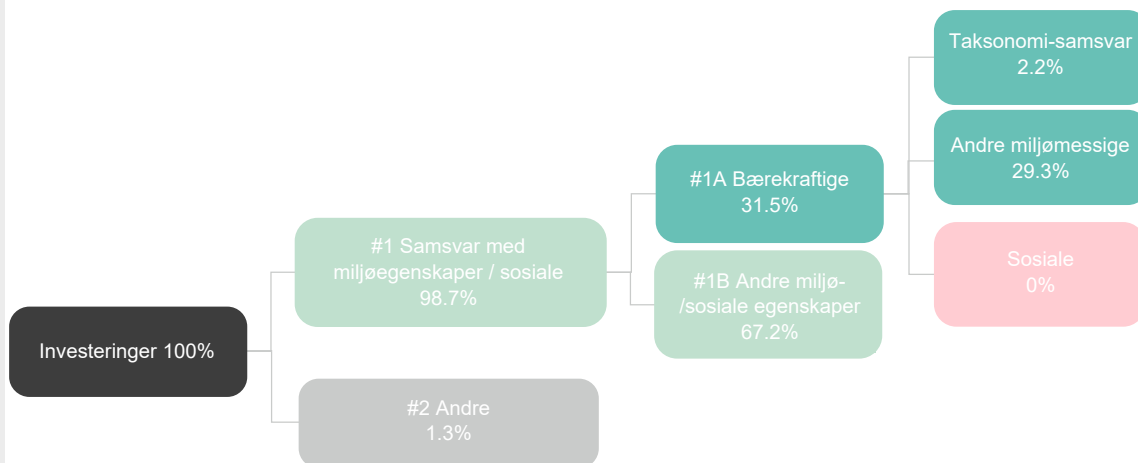 Taksonomi-samsvar
2.2%
Andre miljømessige
29.3%
#1A Bærekraftige
31.5%
#1 Samsvar med
miljøegenskaper / sosiale
98.7%
Sosiale
0%
#1B Andre miljø-
/sosiale egenskaper
67.2%
Investeringer 100%
#2 Andre
1.3%